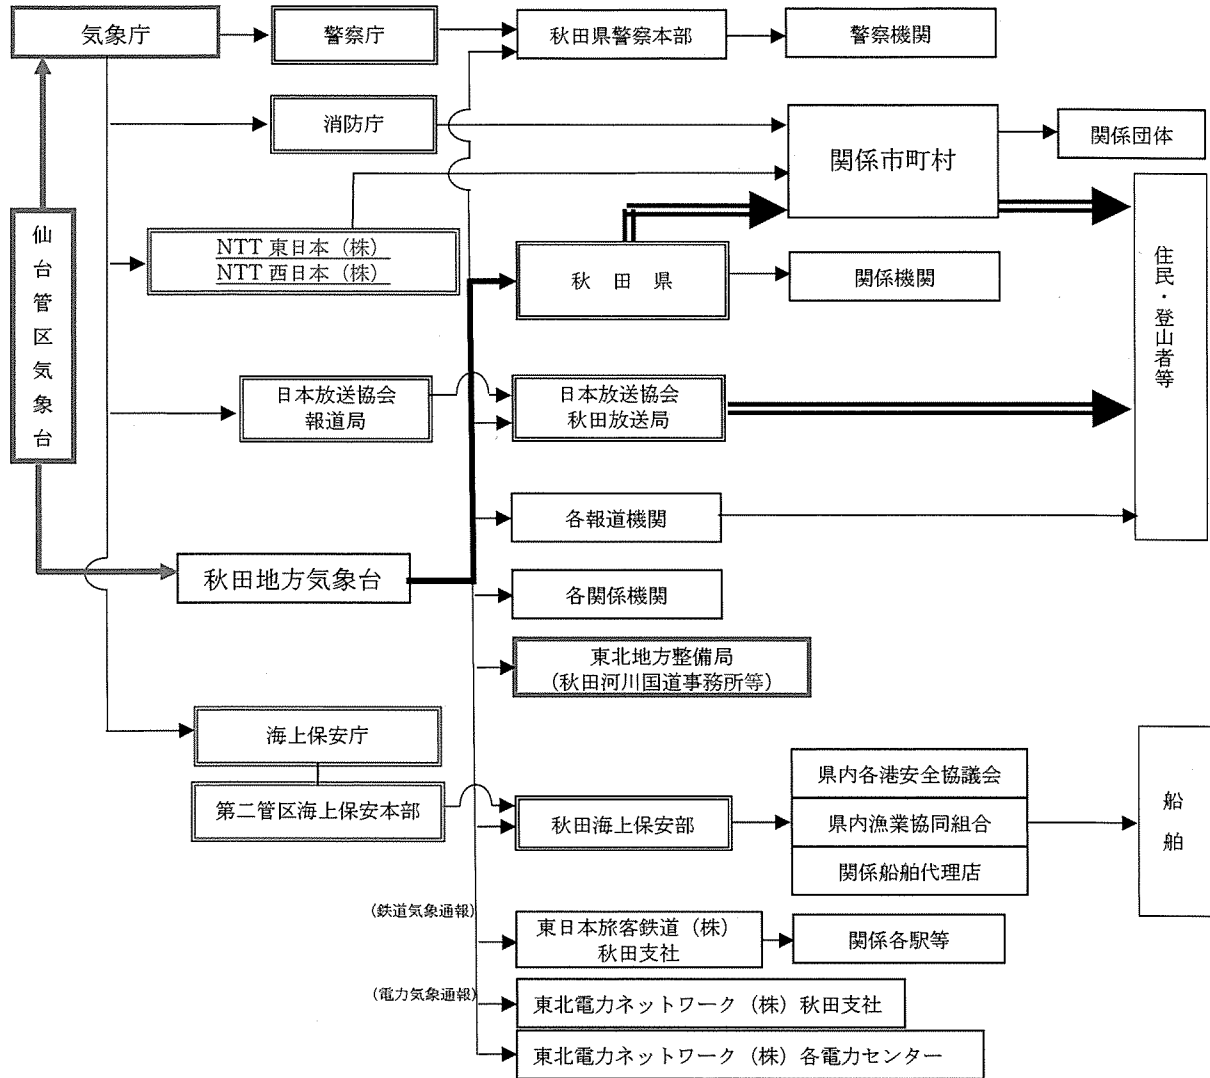 気象庁
警察庁
秋田県警察本部
警察機関
消防庁
関係市町村
関係団体
仙台管区気象台
NTT 東日本（株）
NTT 西日本（株）
秋　田　県
関係機関
住民・登山者等
日本放送協会
報道局
日本放送協会
秋田放送局
各報道機関
秋田地方気象台
各関係機関
東北地方整備局
(秋田河川国道事務所等)
海上保安庁
第二管区海上保安本部
秋田海上保安部
県内各港安全協議会
県内漁業協同組合
関係船舶代理店
船舶
(鉄道気象通報)
東日本旅客鉄道（株）
秋田支社
関係各駅等
(電力気象通報)
東北電力ネットワーク（株）秋田支社
東北電力ネットワーク（株）各電力センター